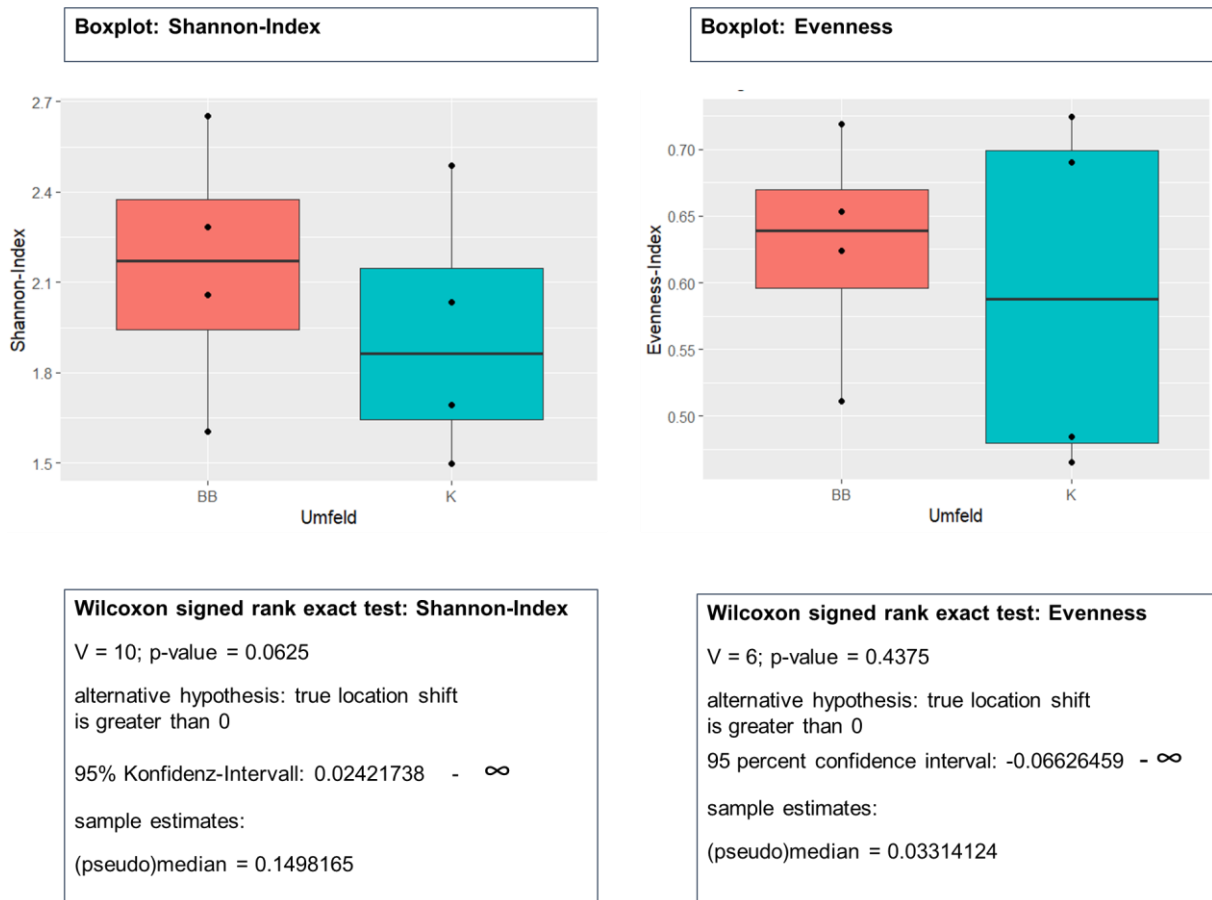 Boxplot: Shannon-Index
2.7
2.4
2.1
1.8
1.5
Shannon-Index
BB
K
Umfeld
Boxplot: Evenness
0.70
0.65
0.60
0.55
0.50
Evenness-Index
BB
K
Umfeld
Wilcoxon signed rank exact test: Shannon-Index
V = 10; p-value = 0.0625
alternative hypothesis: true location shift
is greater than 0
95% Konfidenz-Intervall: 0.02421738 - ∞
sample estimates:
(pseudo)median = 0.1498165
Wilcoxon signed rank exact test: Evenness
V = 6; p-value = 0.4375
alternative hypothesis: true location shift
is greater than 0
95 percent confidence interval: -0.06626459 - ∞
sample estimates:
(pseudo)median = 0.03314124